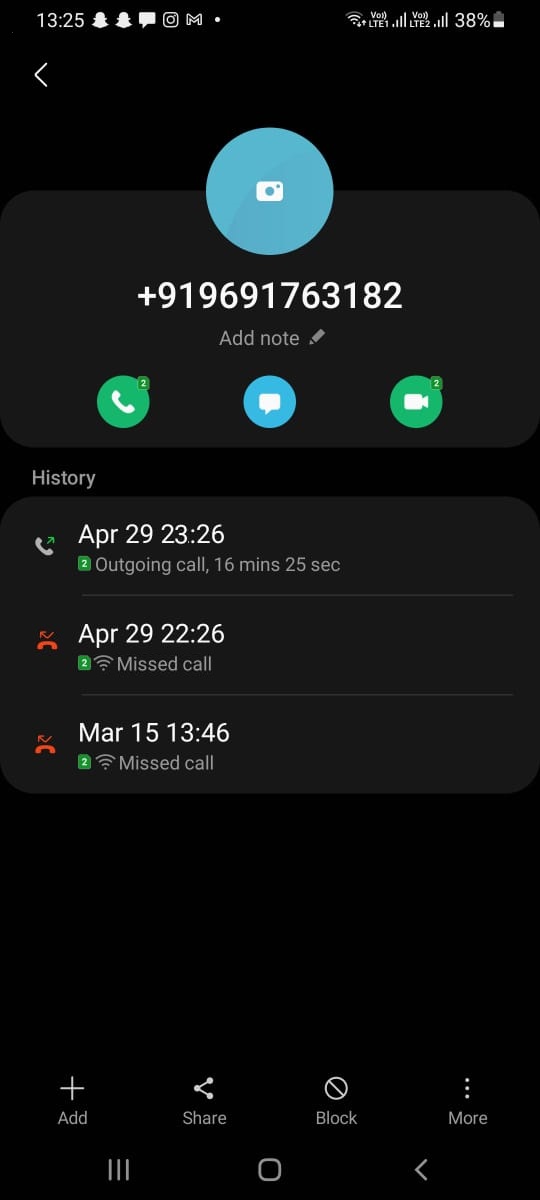 13:25 Vo)) LTE1 Vo)) LTE2 38%
+919691763182
Add note
2 2
History
Apr 29 23:26
2 Outgoing call, 16 mins 25 sec
Apr 29 22:26
2 Missed call
Mar 15 13:46
2 Missed call
Add Share Block More